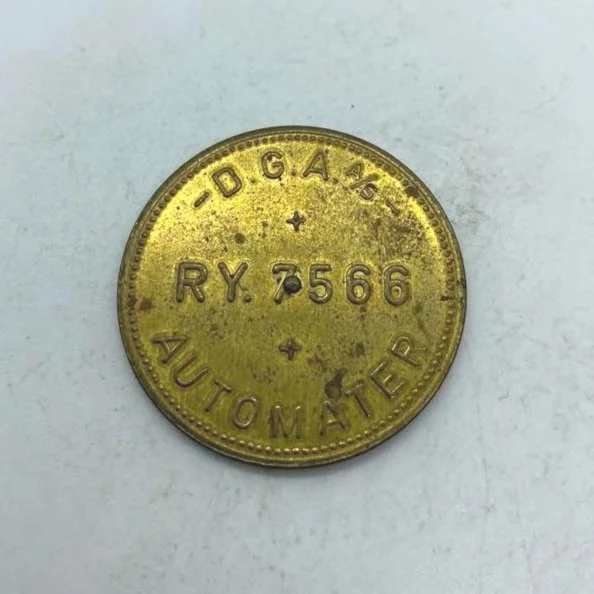 -D.G.A. A/S-
RY. 7566
AUTOMATER